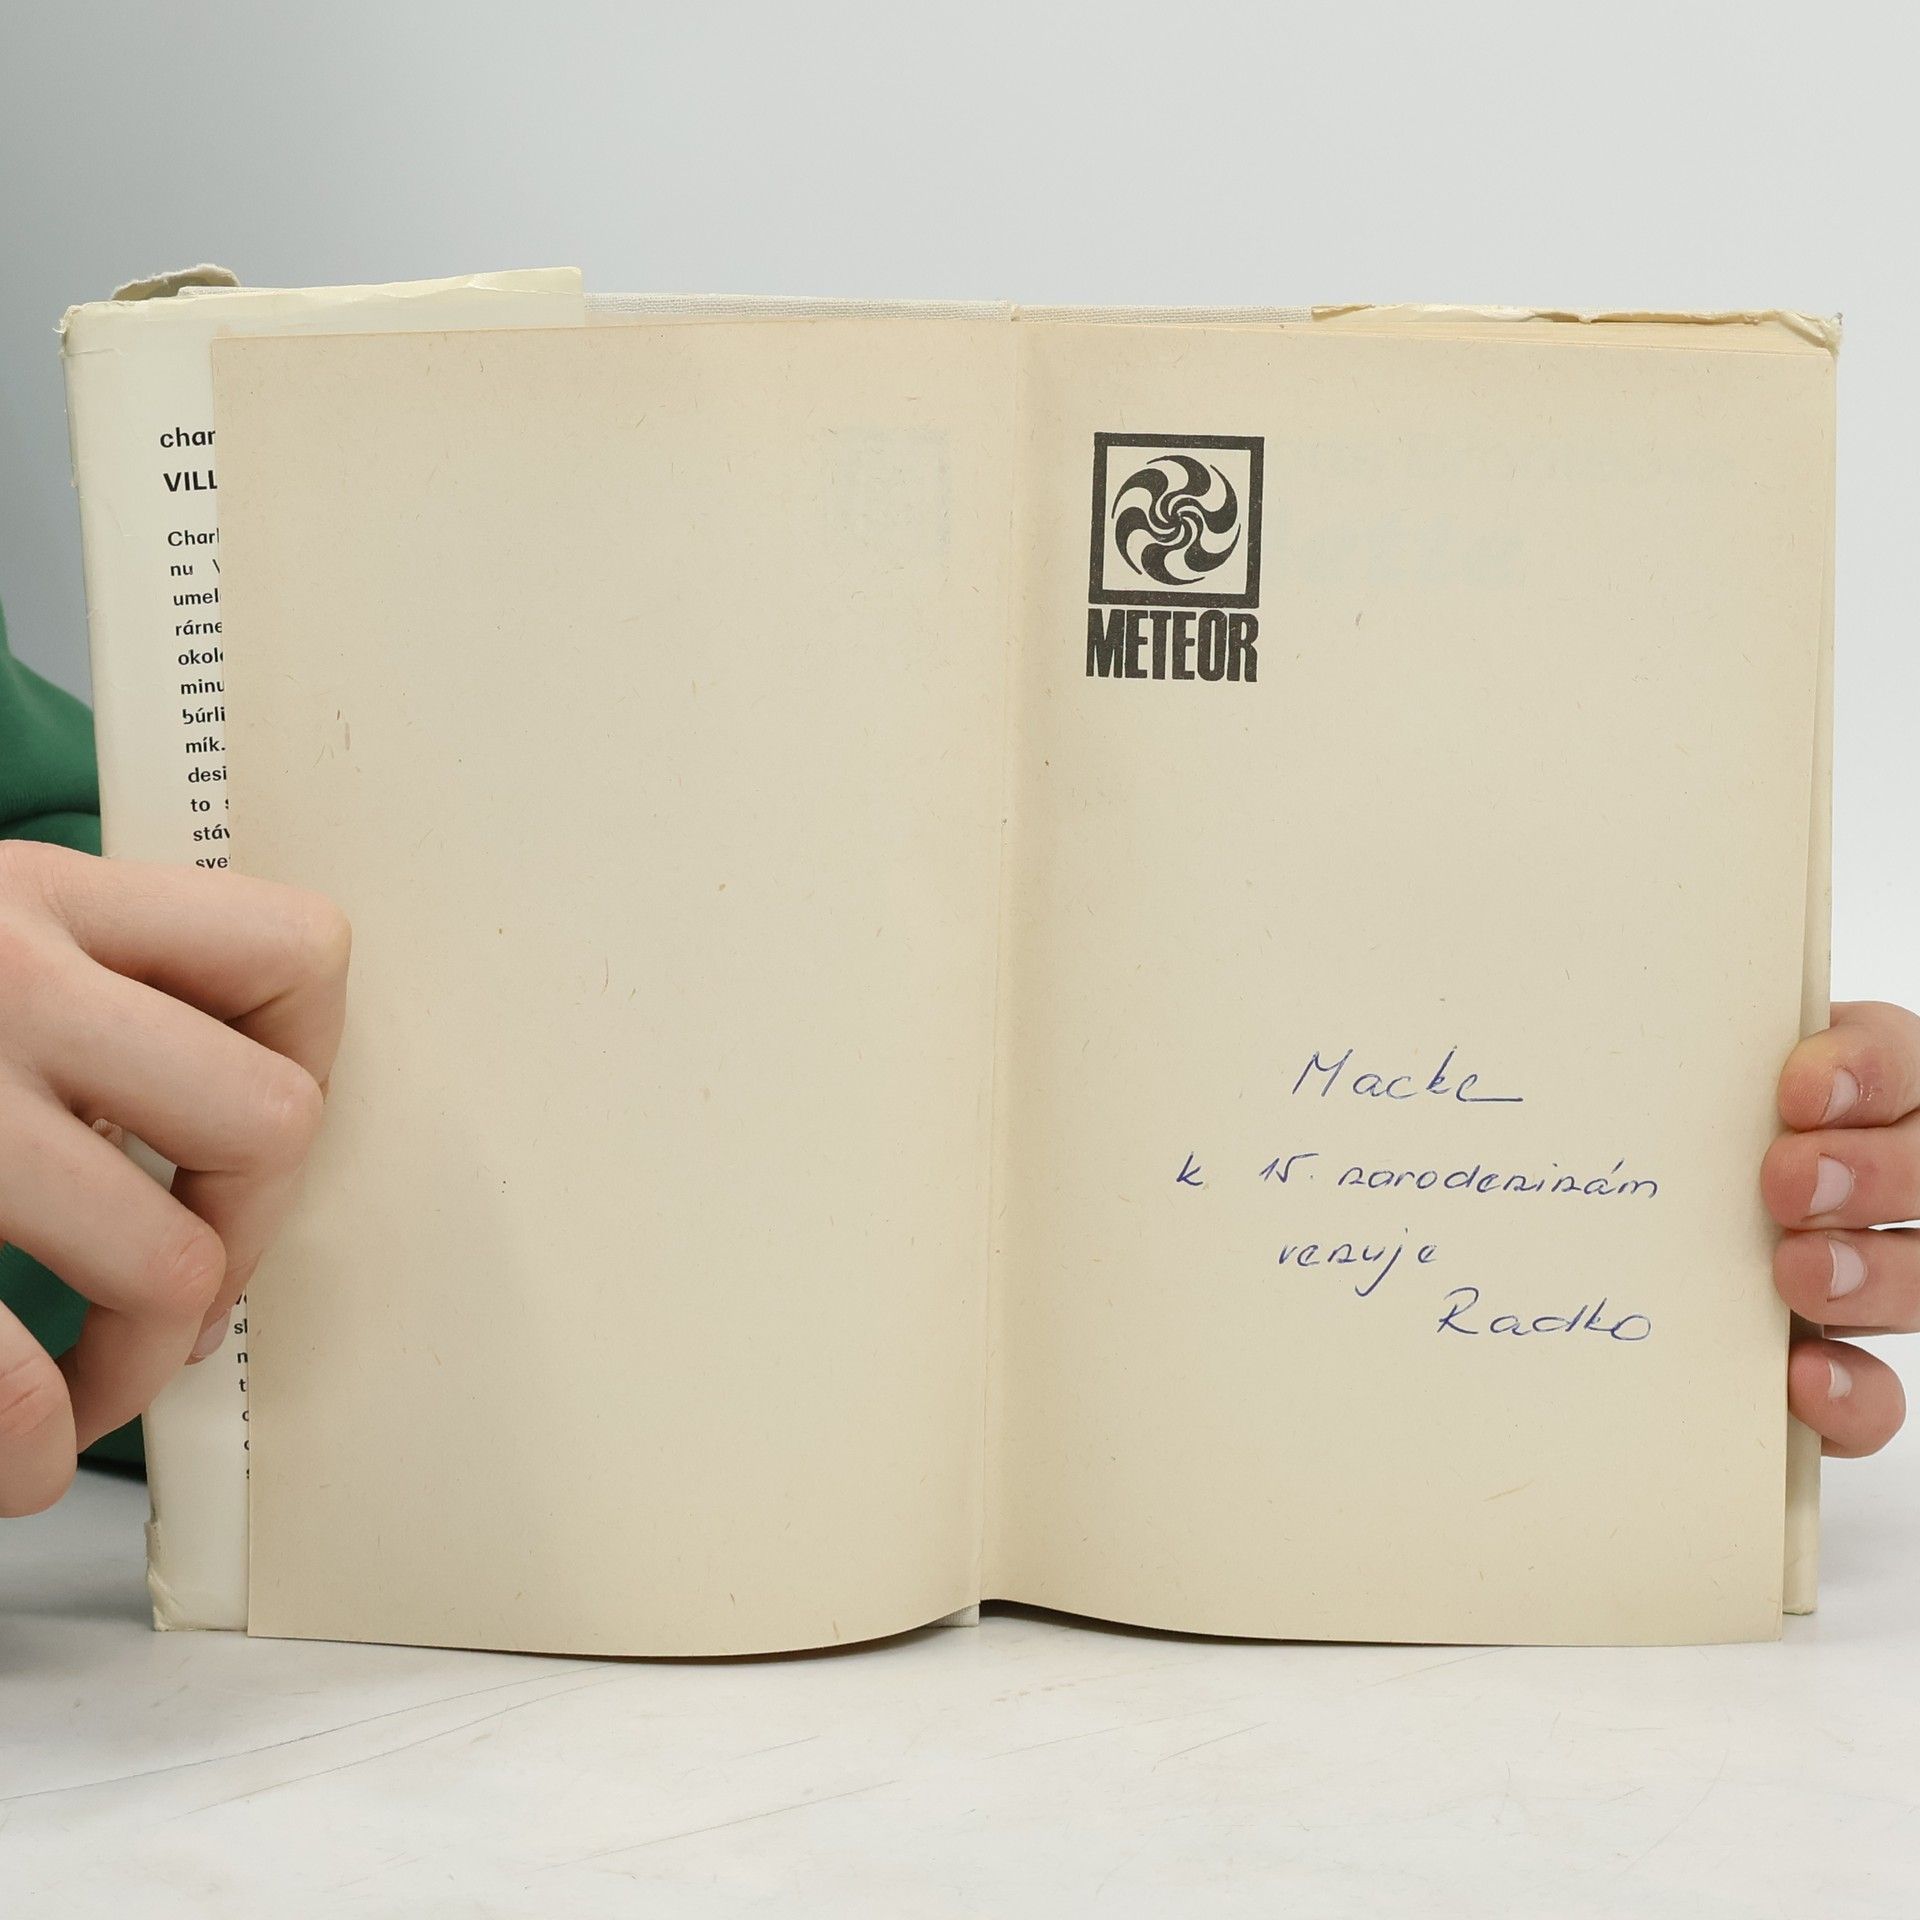 char
VILL
Charl
nu
umel
rárne
okol
minu
búrli
mík.
desi
to s
stáv
sve
METEOR
Macke
k 15. narodeninám
venuje
Radko